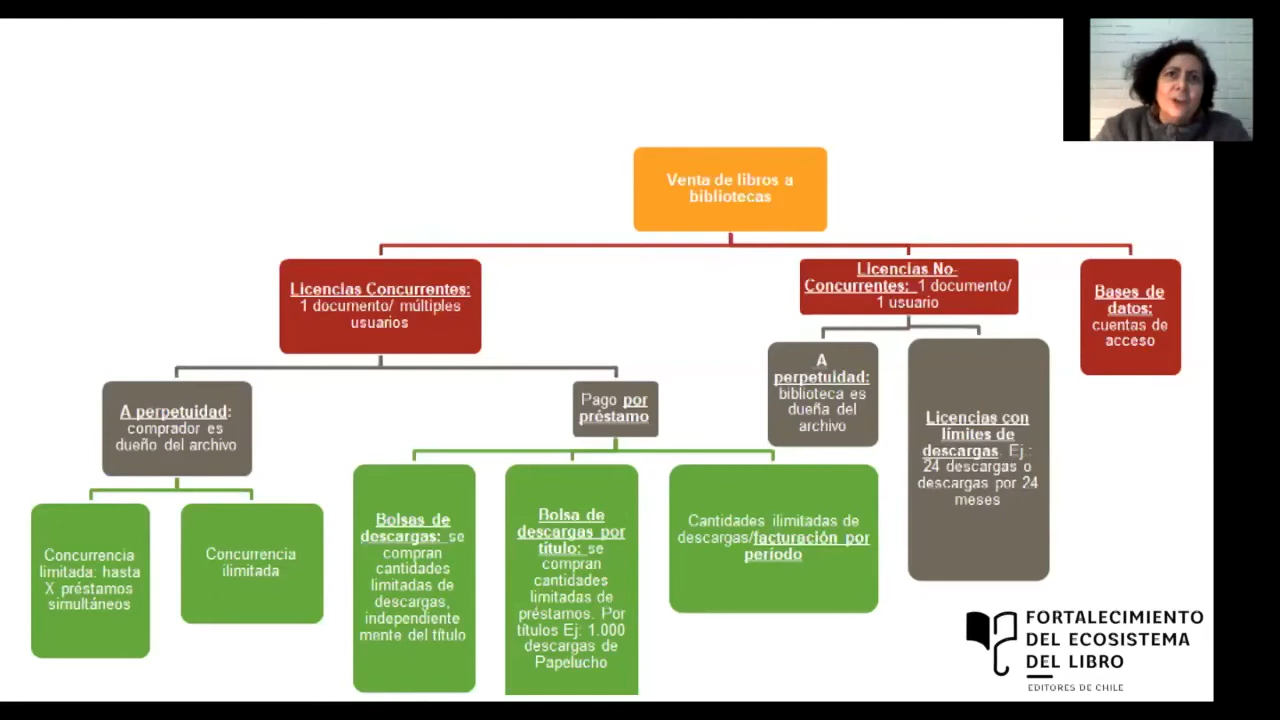 Venta de libros a
bibliotecas
Licencias Concurrentes:
1 documento/ múltiples
usuarios
Licencias No-
Concurrentes: 1 documento/
1 usuario
Bases de
datos:
cuentas de
acceso
A perpetuidad:
comprador es
dueño del archivo
Pago por
préstamo
A
perpetuidad:
biblioteca es
dueña del
archivo
Licencias con
límites de
descargas. Ej.:
24 descargas o
descargas por 24
meses
Concurrencia
limitada: hasta
X préstamos
simultáneos
Concurrencia
ilimitada
Bolsas de
descargas: se
compran
cantidades
limitadas de
descargas,
independiente
mente del título
Bolsa de
descargas por
título: se
compran
cantidades
limitadas de
préstamos. Por
títulos Ej: 1.000
descargas de
Papelucho
Cantidades ilimitadas de
descargas/facturación por
período
FORTALECIMIENTO
DEL ECOSISTEMA
DEL LIBRO
EDITORES DE CHILE